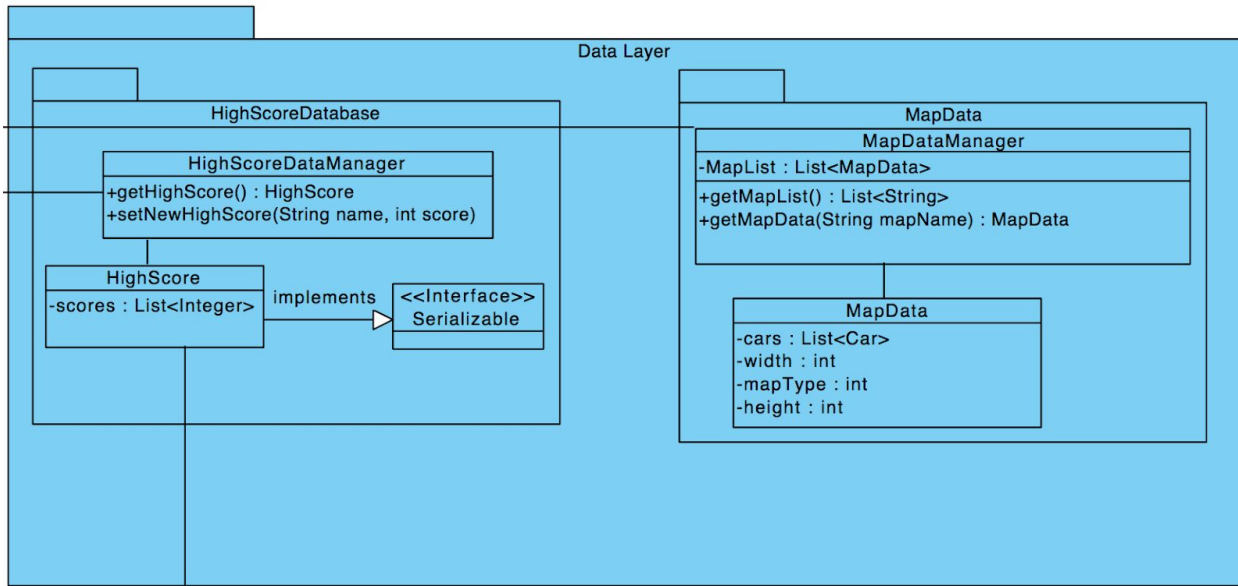 Data Layer
HighScoreDatabase
HighScoreDataManager
+getHighScore() : HighScore
+setNewHighScore(String name, int score)
HighScore
-scores : List<Integer>
implements
<<Interface>>
Serializable
MapData
MapDataManager
-MapList : List<MapData>
+getMapList() : List<String>
+getMapData(String mapName) : MapData
MapData
-cars : List<Car>
-width : int
-mapType : int
-height : int